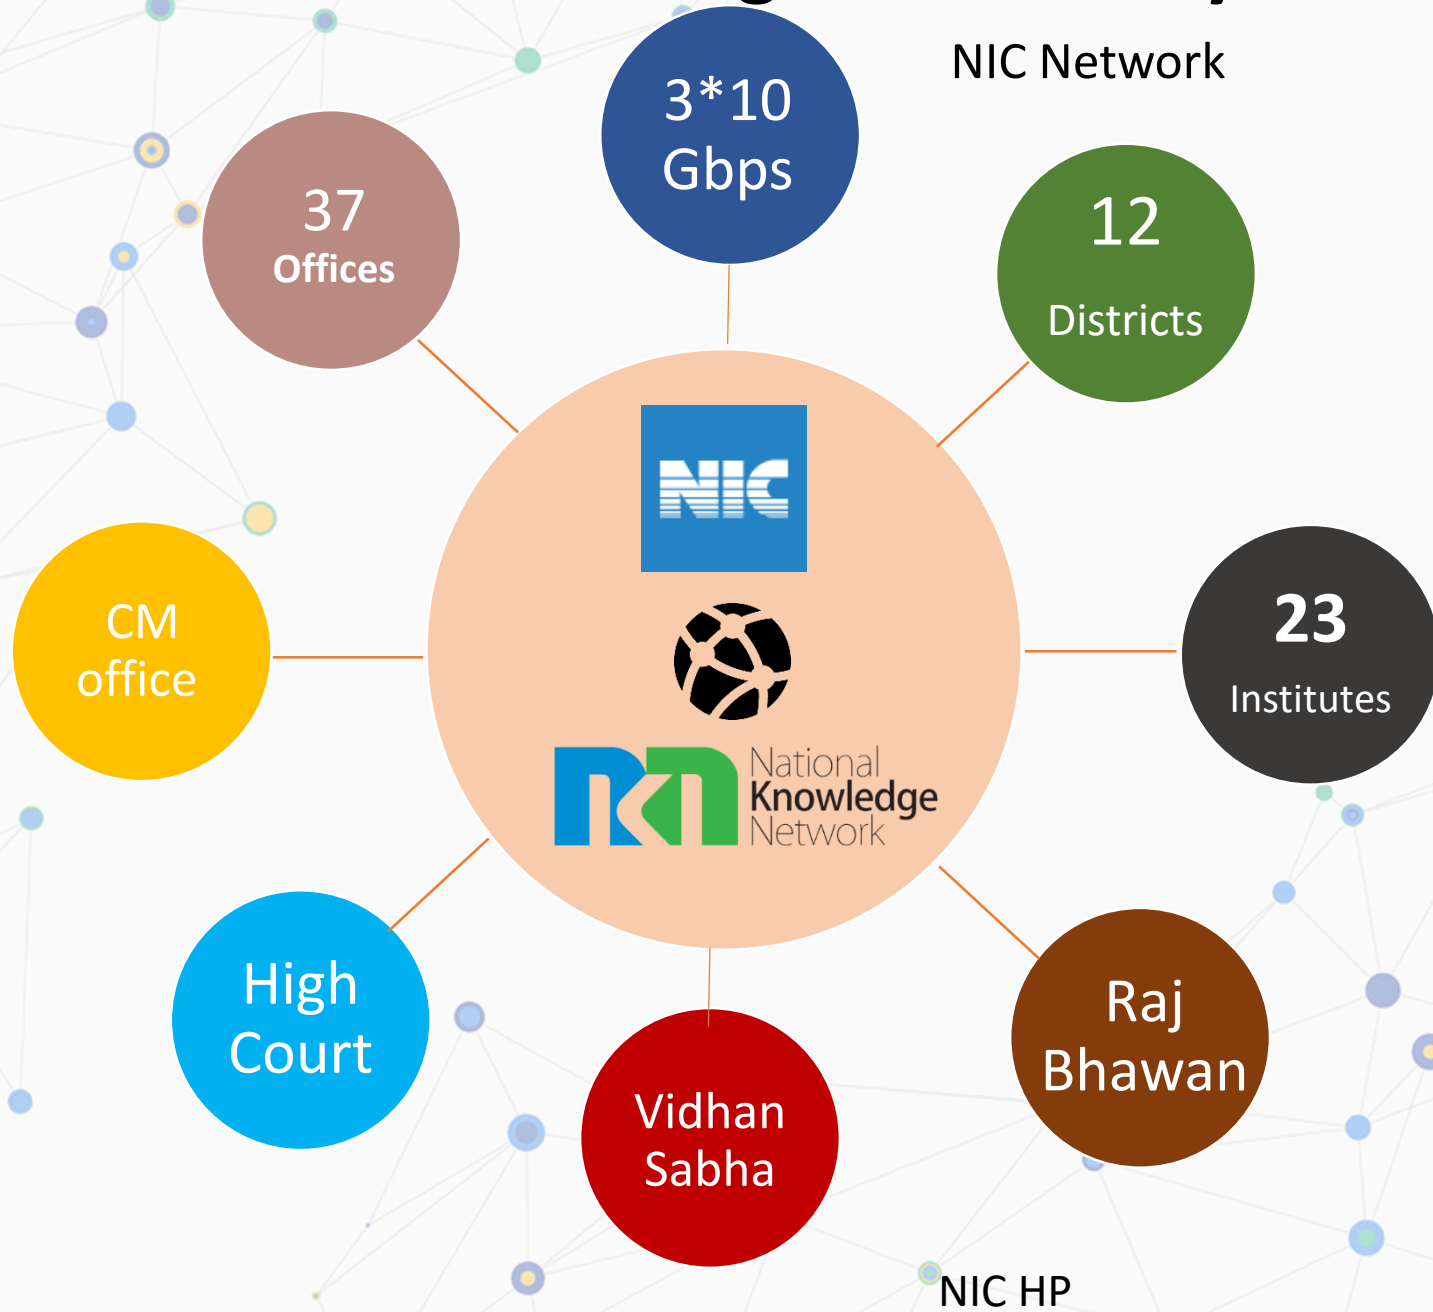 NIC Network
3*10
Gbps
12
Districts
23
Institutes
Raj
Bhawan
Vidhan
Sabha
High
Court
CM
office
37
Offices
NIC
National
Knowledge
Network
NIC HP